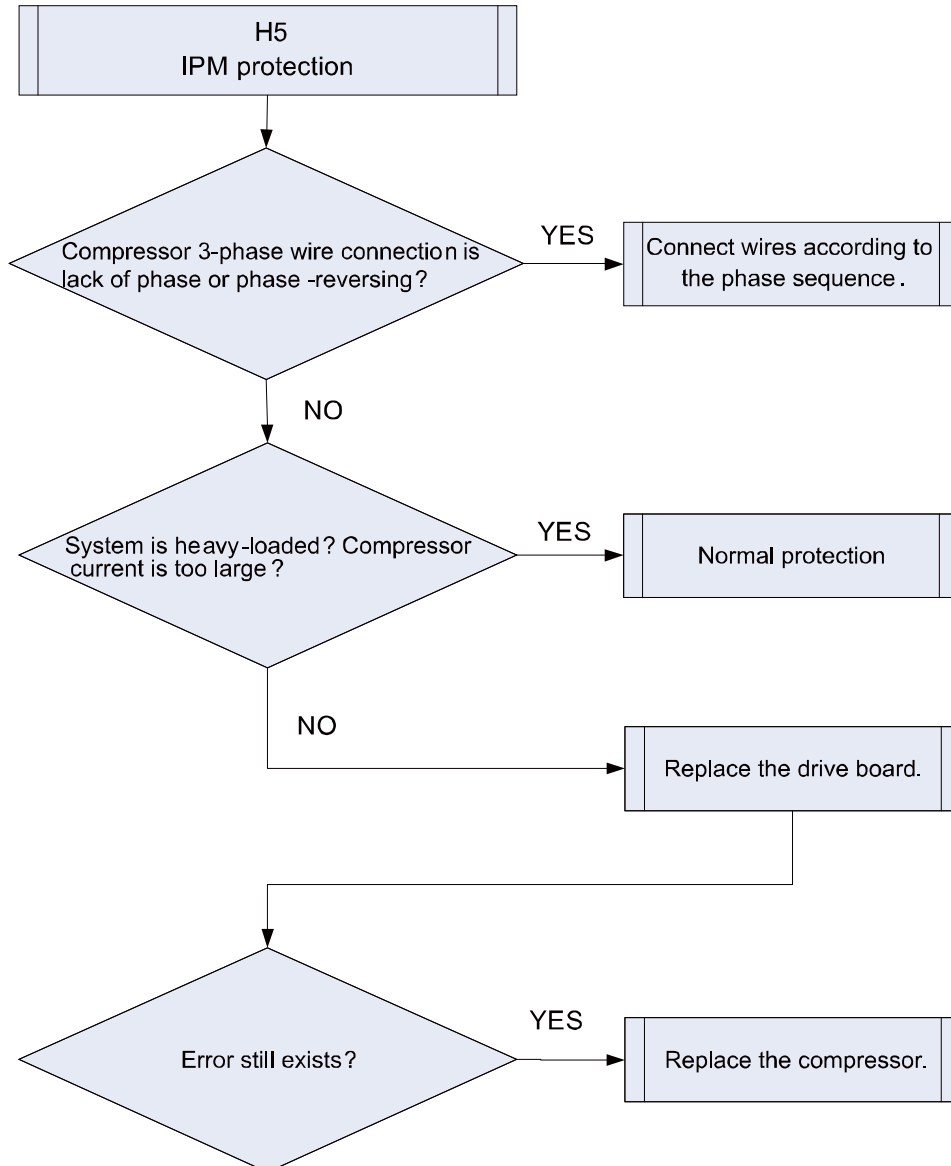 H5
IPM protection
Compressor 3-phase wire connection is
lack of phase or phase -reversing?
YES
Connect wires according to
the phase sequence.
NO
System is heavy-loaded? Compressor
current is too large?
YES
Normal protection
NO
Replace the drive board.
Error still exists?
YES
Replace the compressor.